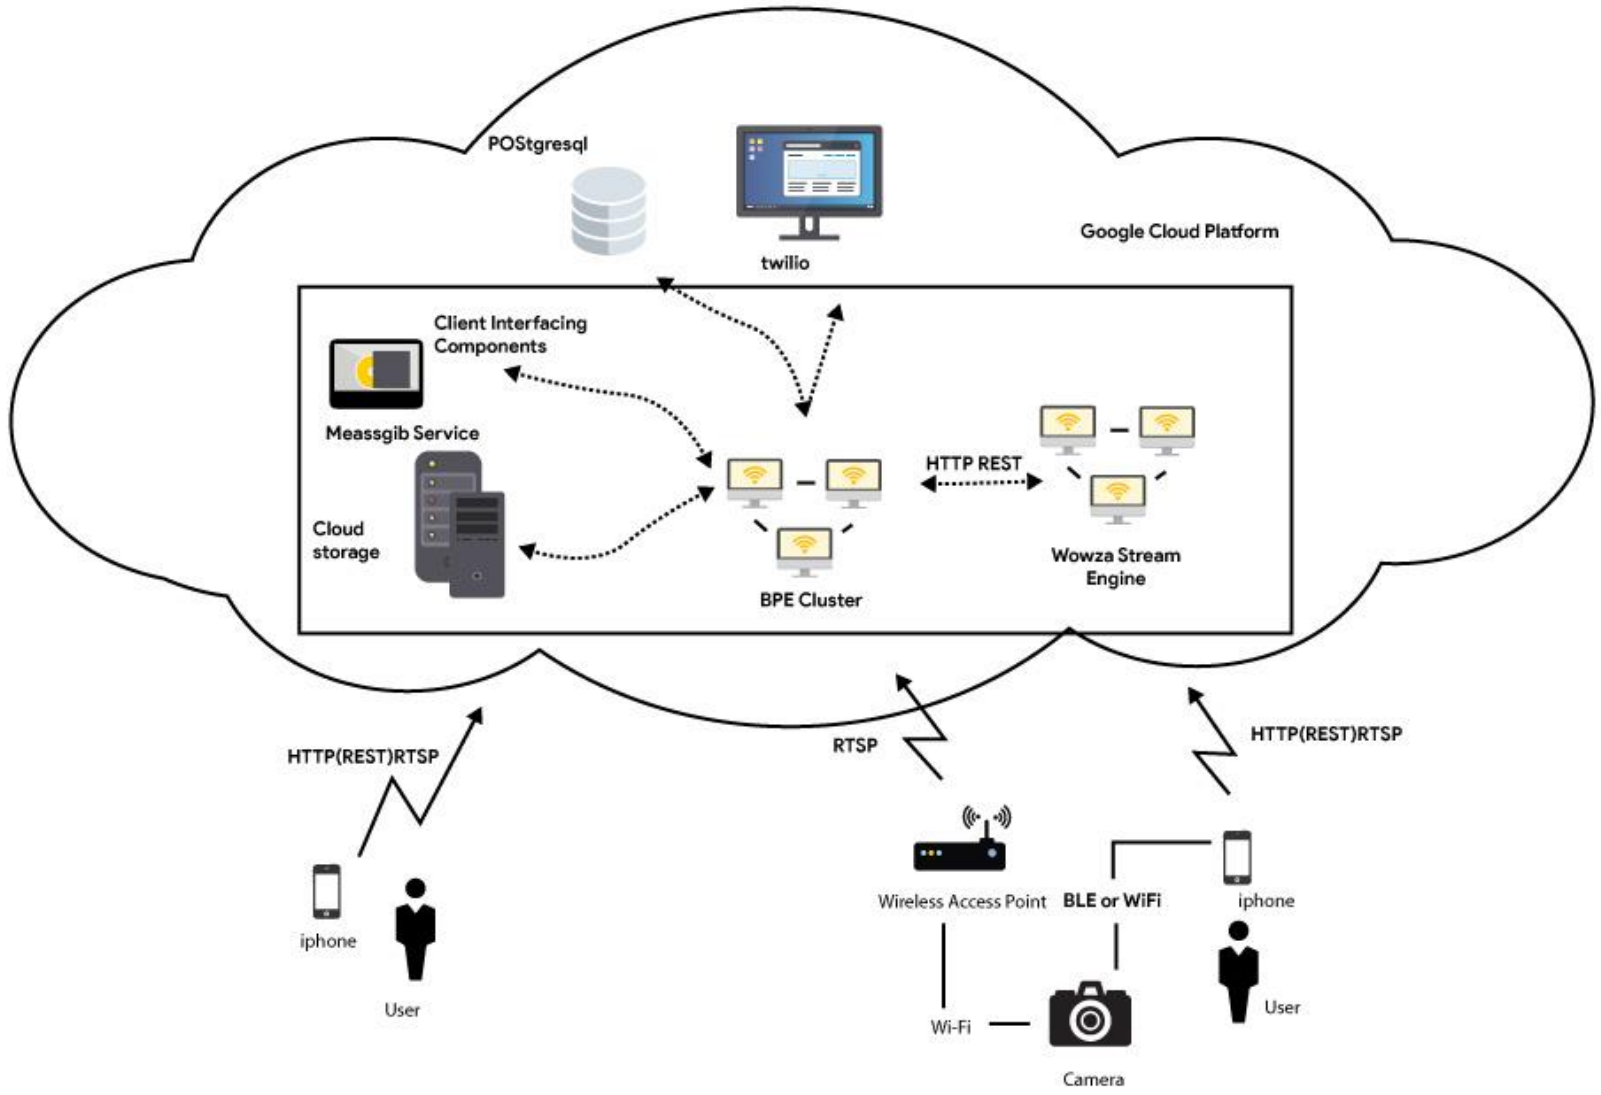 POStgresql
twilio
Google Cloud Platform
Client Interfacing
Components
Meassgib Service
Cloud
storage
HTTP REST
BPE Cluster
Wowza Stream
Engine
HTTP(REST)RTSP
RTSP
HTTP(REST)RTSP
iphone
User
Wireless Access Point
BLE or WiFi
iphone
User
Wi-Fi
Camera